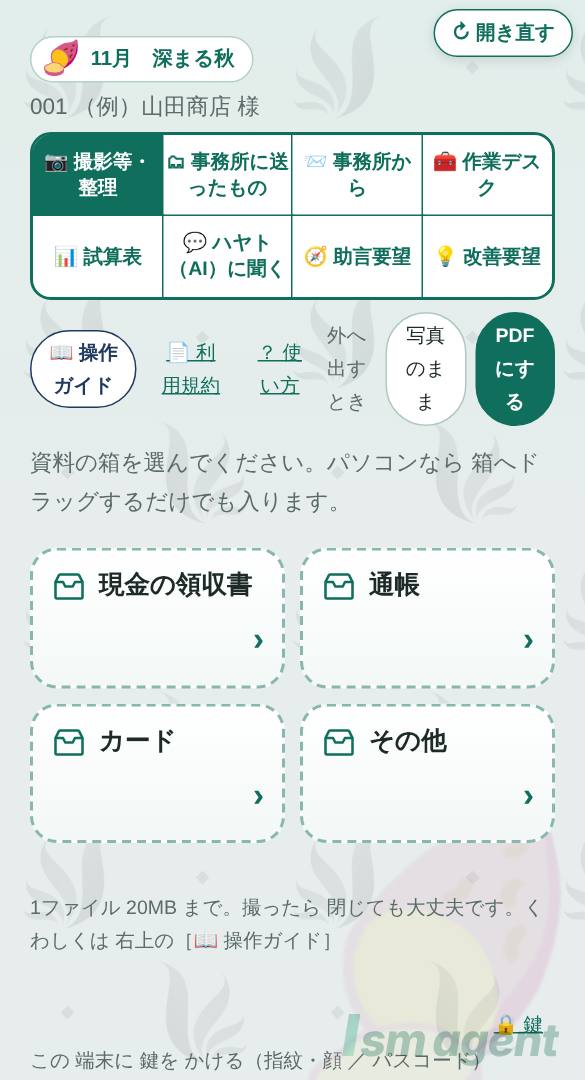 ↻ 開き直す
11月　深まる秋
001 （例）山田商店 様
📷 撮影等・
整理
🗂 事務所に送
ったもの
📨 事務所か
ら
🧰 作業デス
ク
📊 試算表
💬 ハヤト
（AI）に聞く
🧭 助言要望
💡 改善要望
📖 操作
ガイド
📄 利
用規約
？ 使
い方
外へ
出す
とき
写真
のま
ま
PDF
にす
る
資料の箱を選んでください。パソコンなら 箱へド
ラッグするだけでも入ります。
現金の領収書
›
通帳
›
カード
›
その他
›
1ファイル 20MB まで。撮ったら 閉じても大丈夫です。く
わしくは 右上の［📖 操作ガイド］
🔒 鍵
この 端末に 鍵を かける（指紋・顔 ／ パスコード）
Ism agent